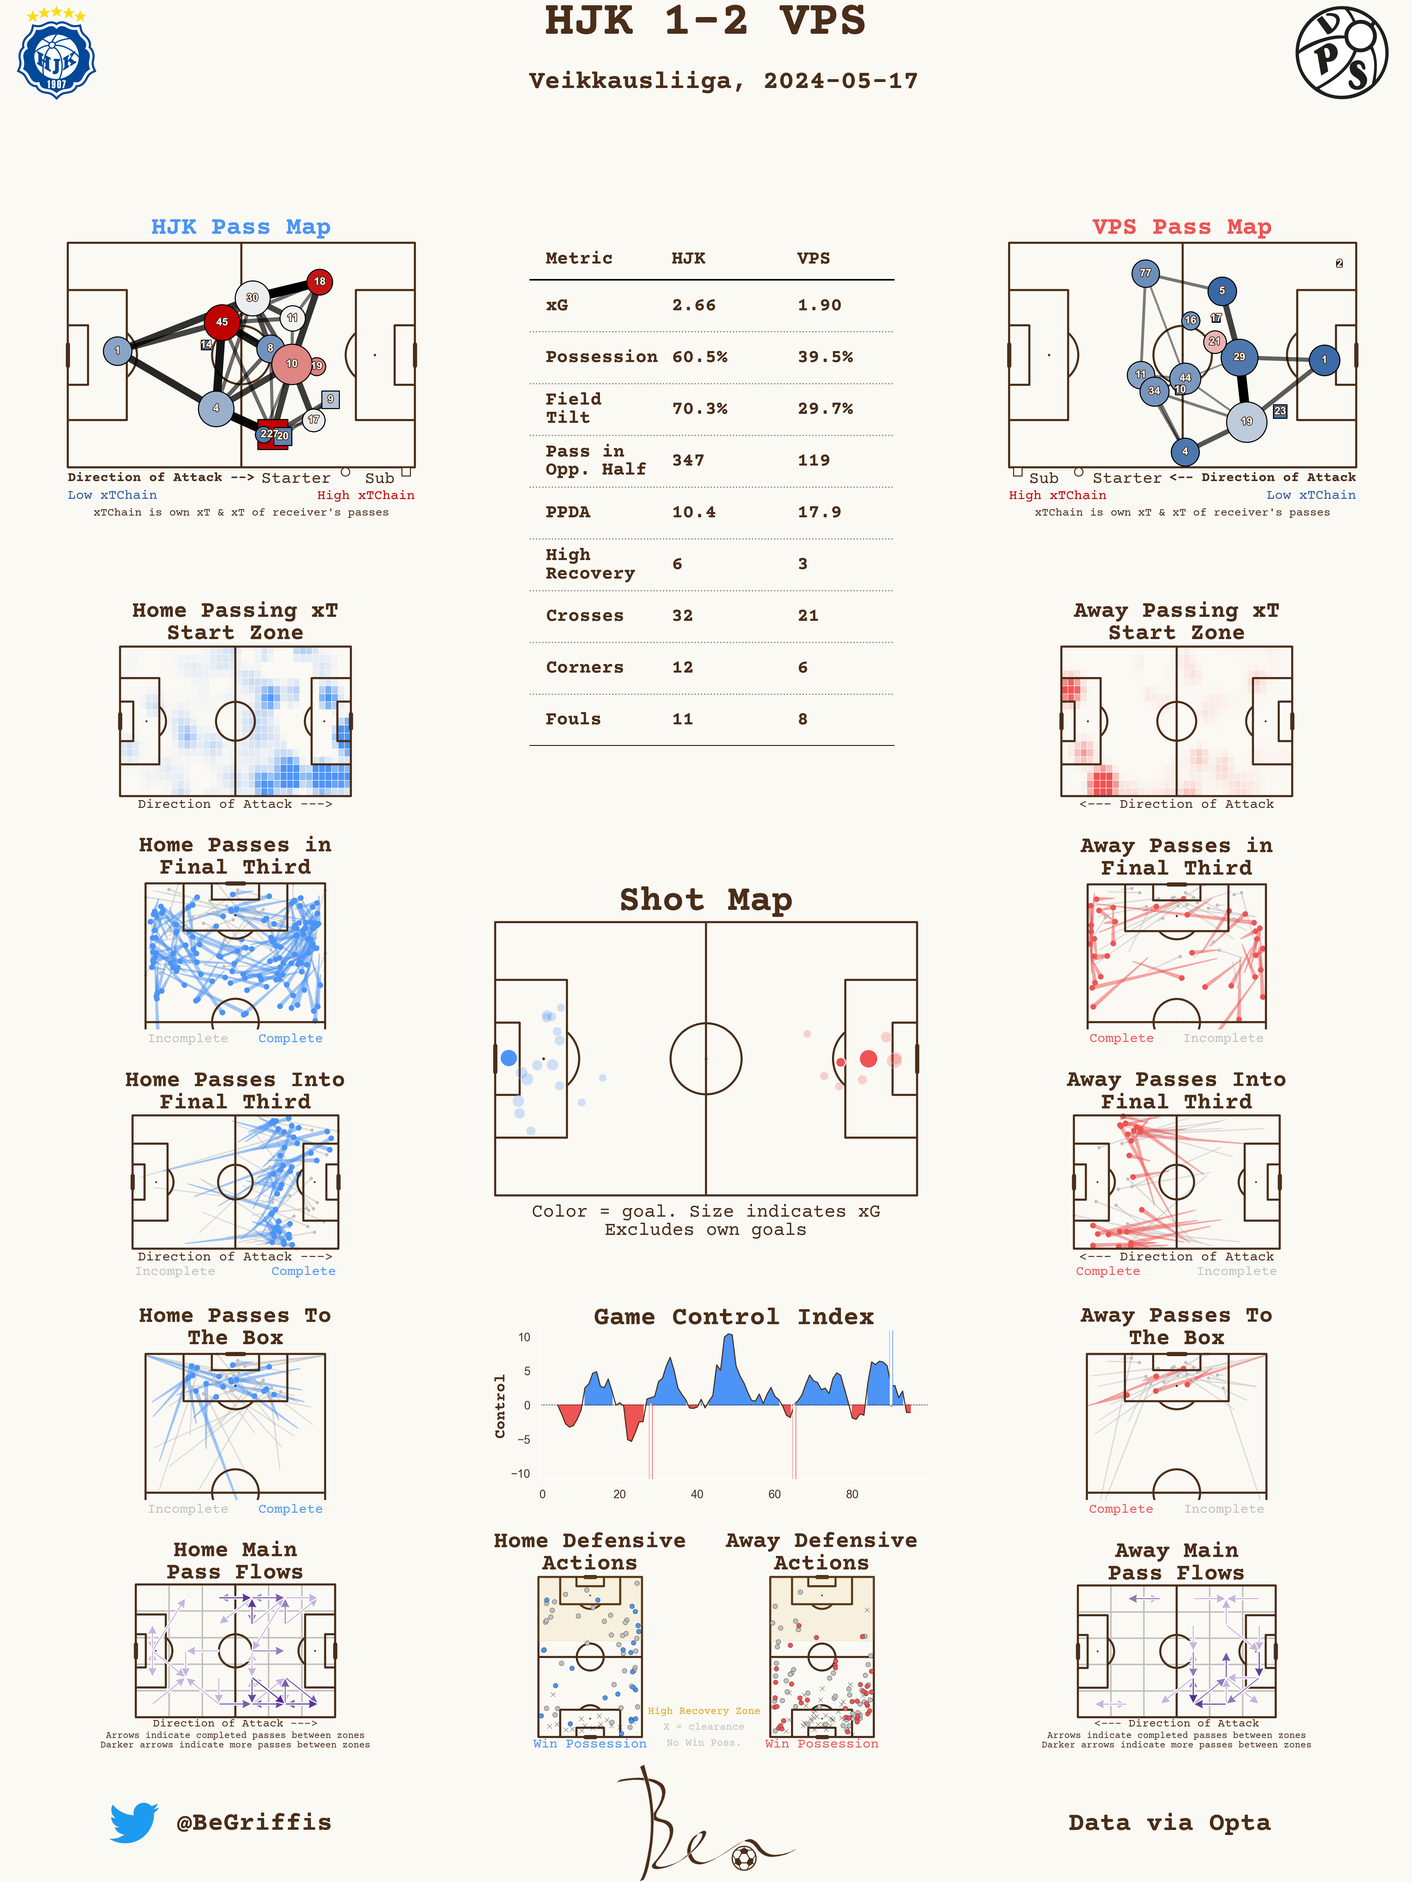 HJK 1-2 VPS
Veikkausliiga, 2024-05-17
HJK
1907
VPS
HJK Pass Map
18
30
11
45
14
8
1
10
19
9
4
17
22
27
20
Direction of Attack --> Starter Sub
Low xTChain High xTChain
xTChain is own xT & xT of receiver's passes
Metric HJK VPS
xG 2.66 1.90
Possession 60.5% 39.5%
Field
Tilt 70.3% 29.7%
Pass in
Opp. Half 347 119
PPDA 10.4 17.9
High
Recovery 6 3
Crosses 32 21
Corners 12 6
Fouls 11 8
VPS Pass Map
2
77
5
16
17
21
29
1
11
44
34
10
19
23
4
Sub Starter <-- Direction of Attack
High xTChain Low xTChain
xTChain is own xT & xT of receiver's passes
Home Passing xT
Start Zone
Direction of Attack --->
Away Passing xT
Start Zone
<--- Direction of Attack
Home Passes in
Final Third
Incomplete Complete
Shot Map
Color = goal. Size indicates xG
Excludes own goals
Away Passes in
Final Third
Complete Incomplete
Home Passes Into
Final Third
Direction of Attack --->
Incomplete Complete
Away Passes Into
Final Third
<--- Direction of Attack
Complete Incomplete
Home Passes To
The Box
Incomplete Complete
Game Control Index
Control
10
5
0
−5
−10
0 20 40 60 80
Away Passes To
The Box
Complete Incomplete
Home Main
Pass Flows
Direction of Attack --->
Arrows indicate completed passes between zones
Darker arrows indicate more passes between zones
Home Defensive
Actions
Win Possession
High Recovery Zone
X = clearance
No Win Poss.
Away Defensive
Actions
Win Possession
Away Main
Pass Flows
<--- Direction of Attack
Arrows indicate completed passes between zones
Darker arrows indicate more passes between zones
@BeGriffis
Ben
Data via Opta